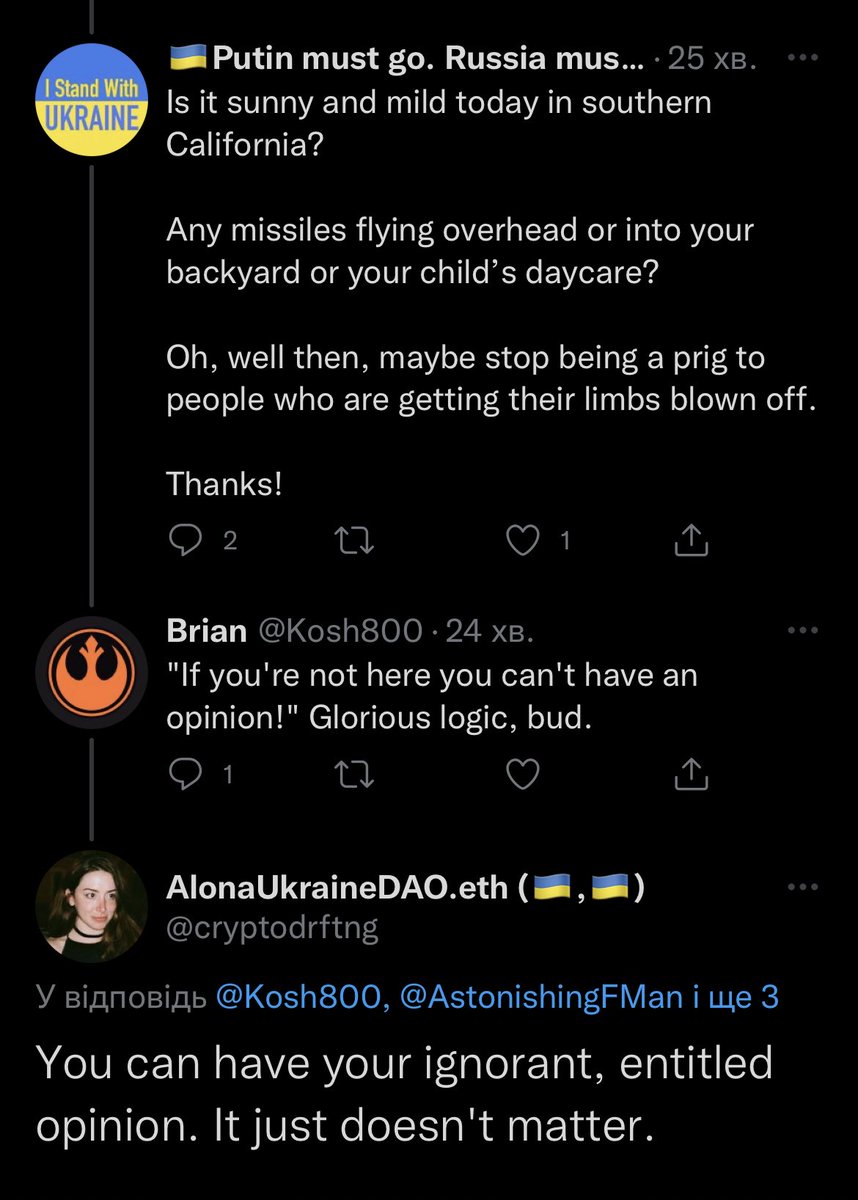 I Stand With
UKRAINE
🇺🇦Putin must go. Russia mus... · 25 хв.
Is it sunny and mild today in southern
California?
Any missiles flying overhead or into your
backyard or your child’s daycare?
Oh, well then, maybe stop being a prig to
people who are getting their limbs blown off.
Thanks!
2 1
Brian @Kosh800 · 24 хв.
"If you're not here you can't have an
opinion!" Glorious logic, bud.
1
AlonaUkraineDAO.eth (🇺🇦,🇺🇦)
@cryptodrftng
У відповідь @Kosh800, @AstonishingFMan і ще 3
You can have your ignorant, entitled
opinion. It just doesn't matter.